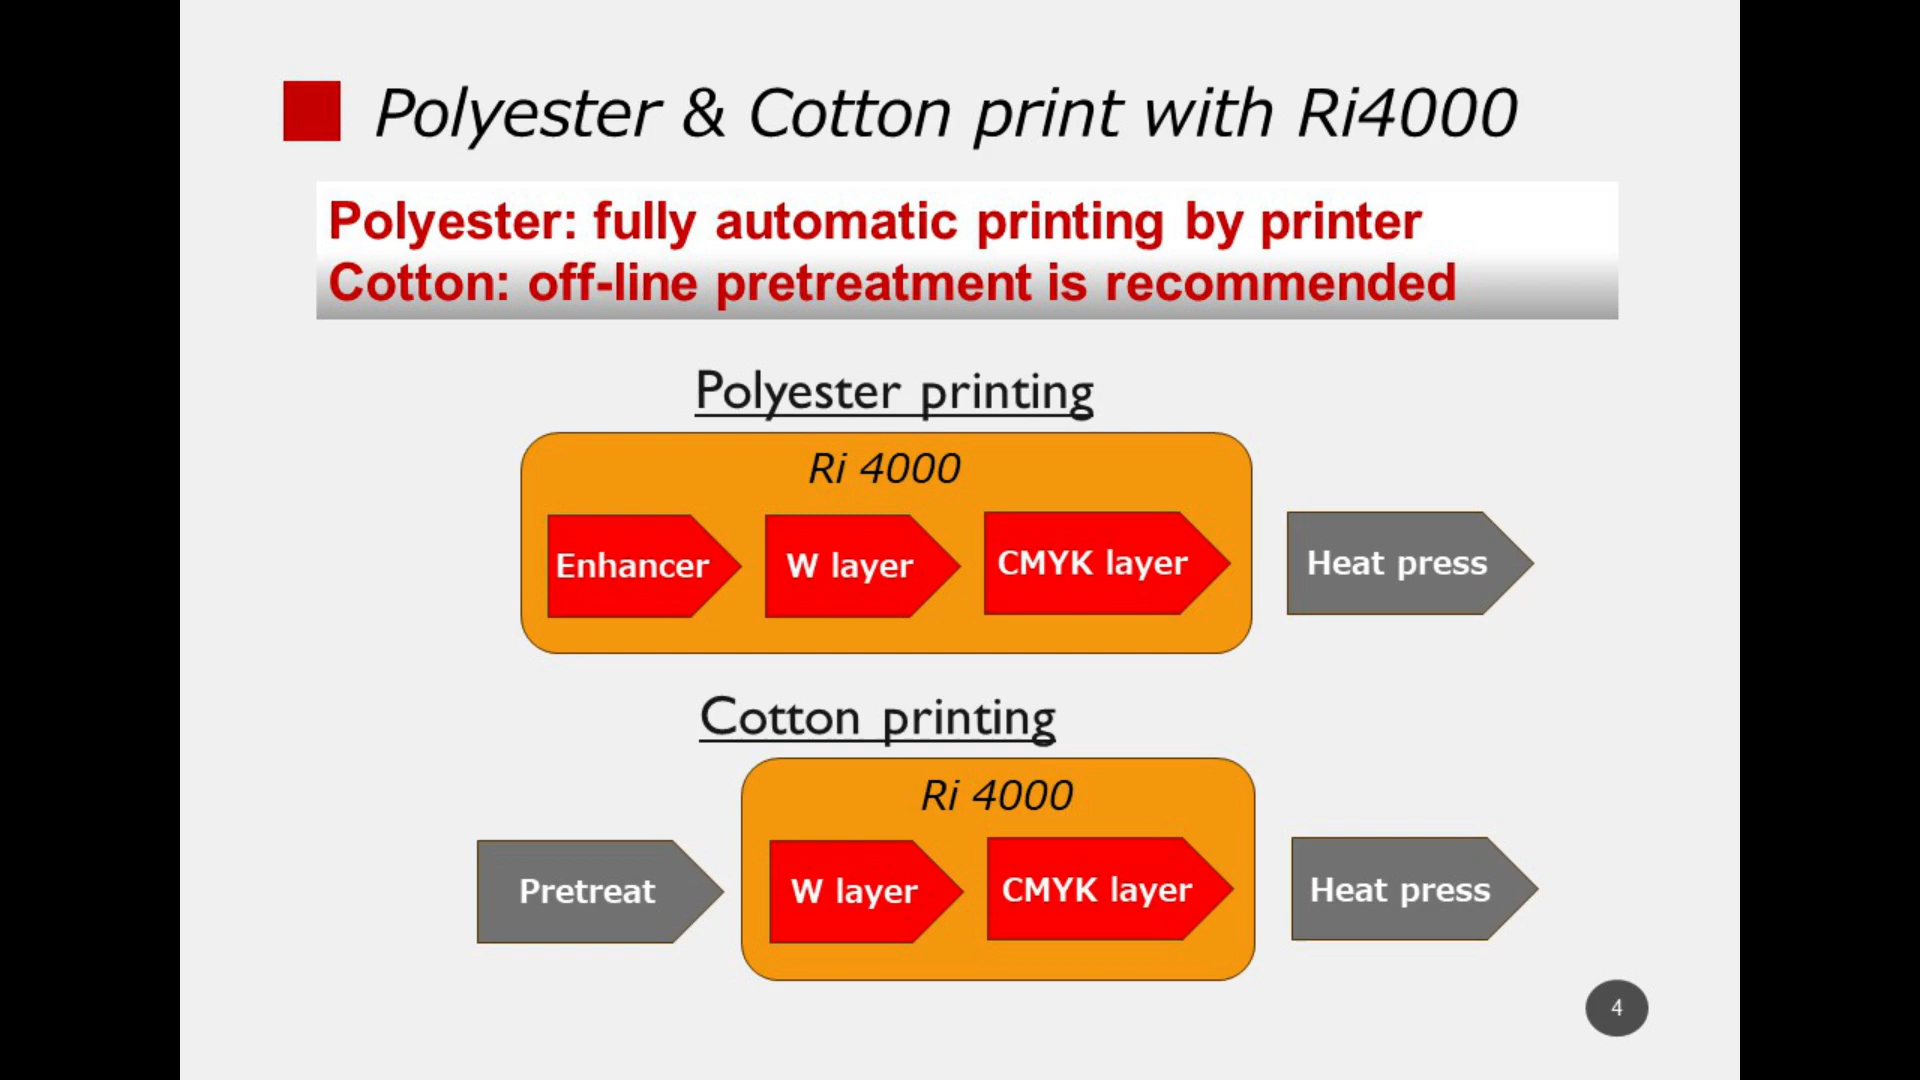 Polyester & Cotton print with Ri4000
Polyester: fully automatic printing by printer
Cotton: off-line pretreatment is recommended
Polyester printing
Ri 4000
Enhancer
W layer
CMYK layer
Heat press
Cotton printing
Ri 4000
Pretreat
W layer
CMYK layer
Heat press
4